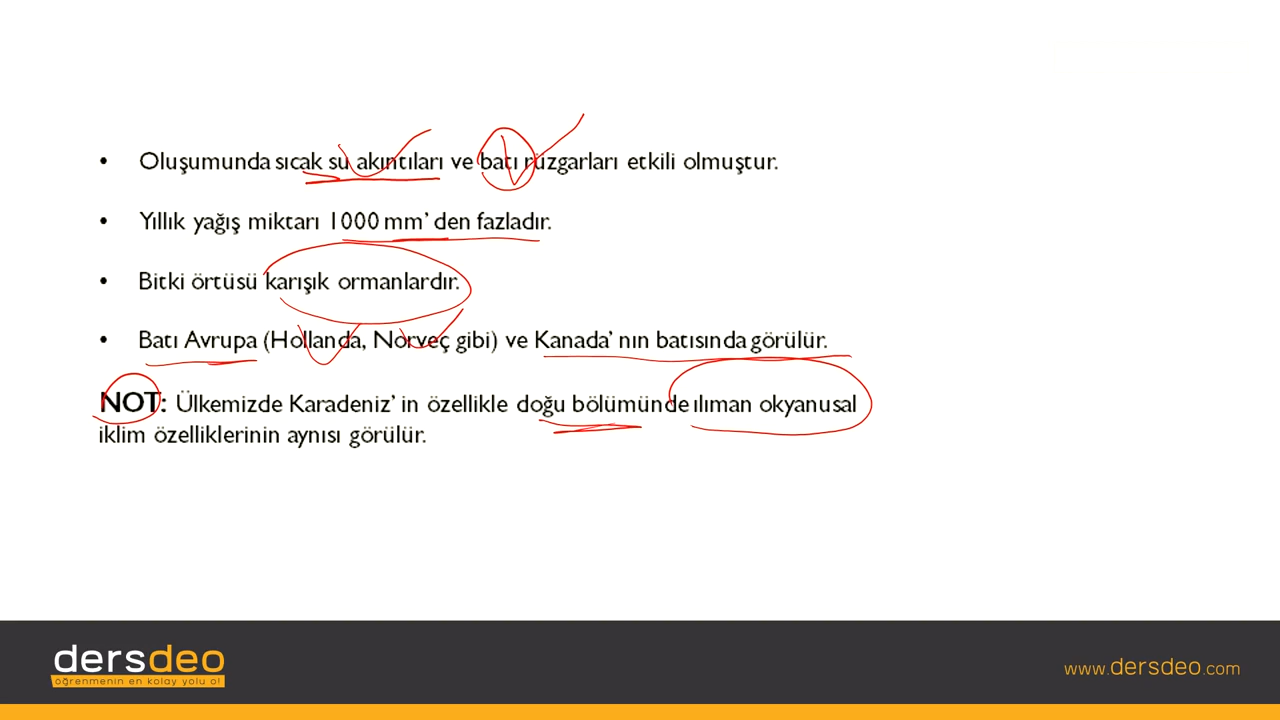 • Oluşumunda sıcak su akıntıları ve batı rüzgarları etkili olmuştur.
• Yıllık yağış miktarı 1000 mm' den fazladır.
• Bitki örtüsü karışık ormanlardır.
• Batı Avrupa (Hollanda, Norveç gibi) ve Kanada' nın batısında görülür.
NOT: Ülkemizde Karadeniz' in özellikle doğu bölümünde ılıman okyanusal
iklim özelliklerinin aynısı görülür.
dersdeo
öğrenmenin en kolay yolu o!
www.dersdeo.com